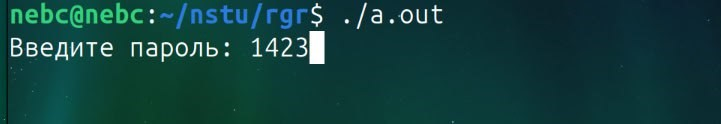 nebc@nebc:~/nstu/rgr$ ./a.out
Введите пароль: 1423